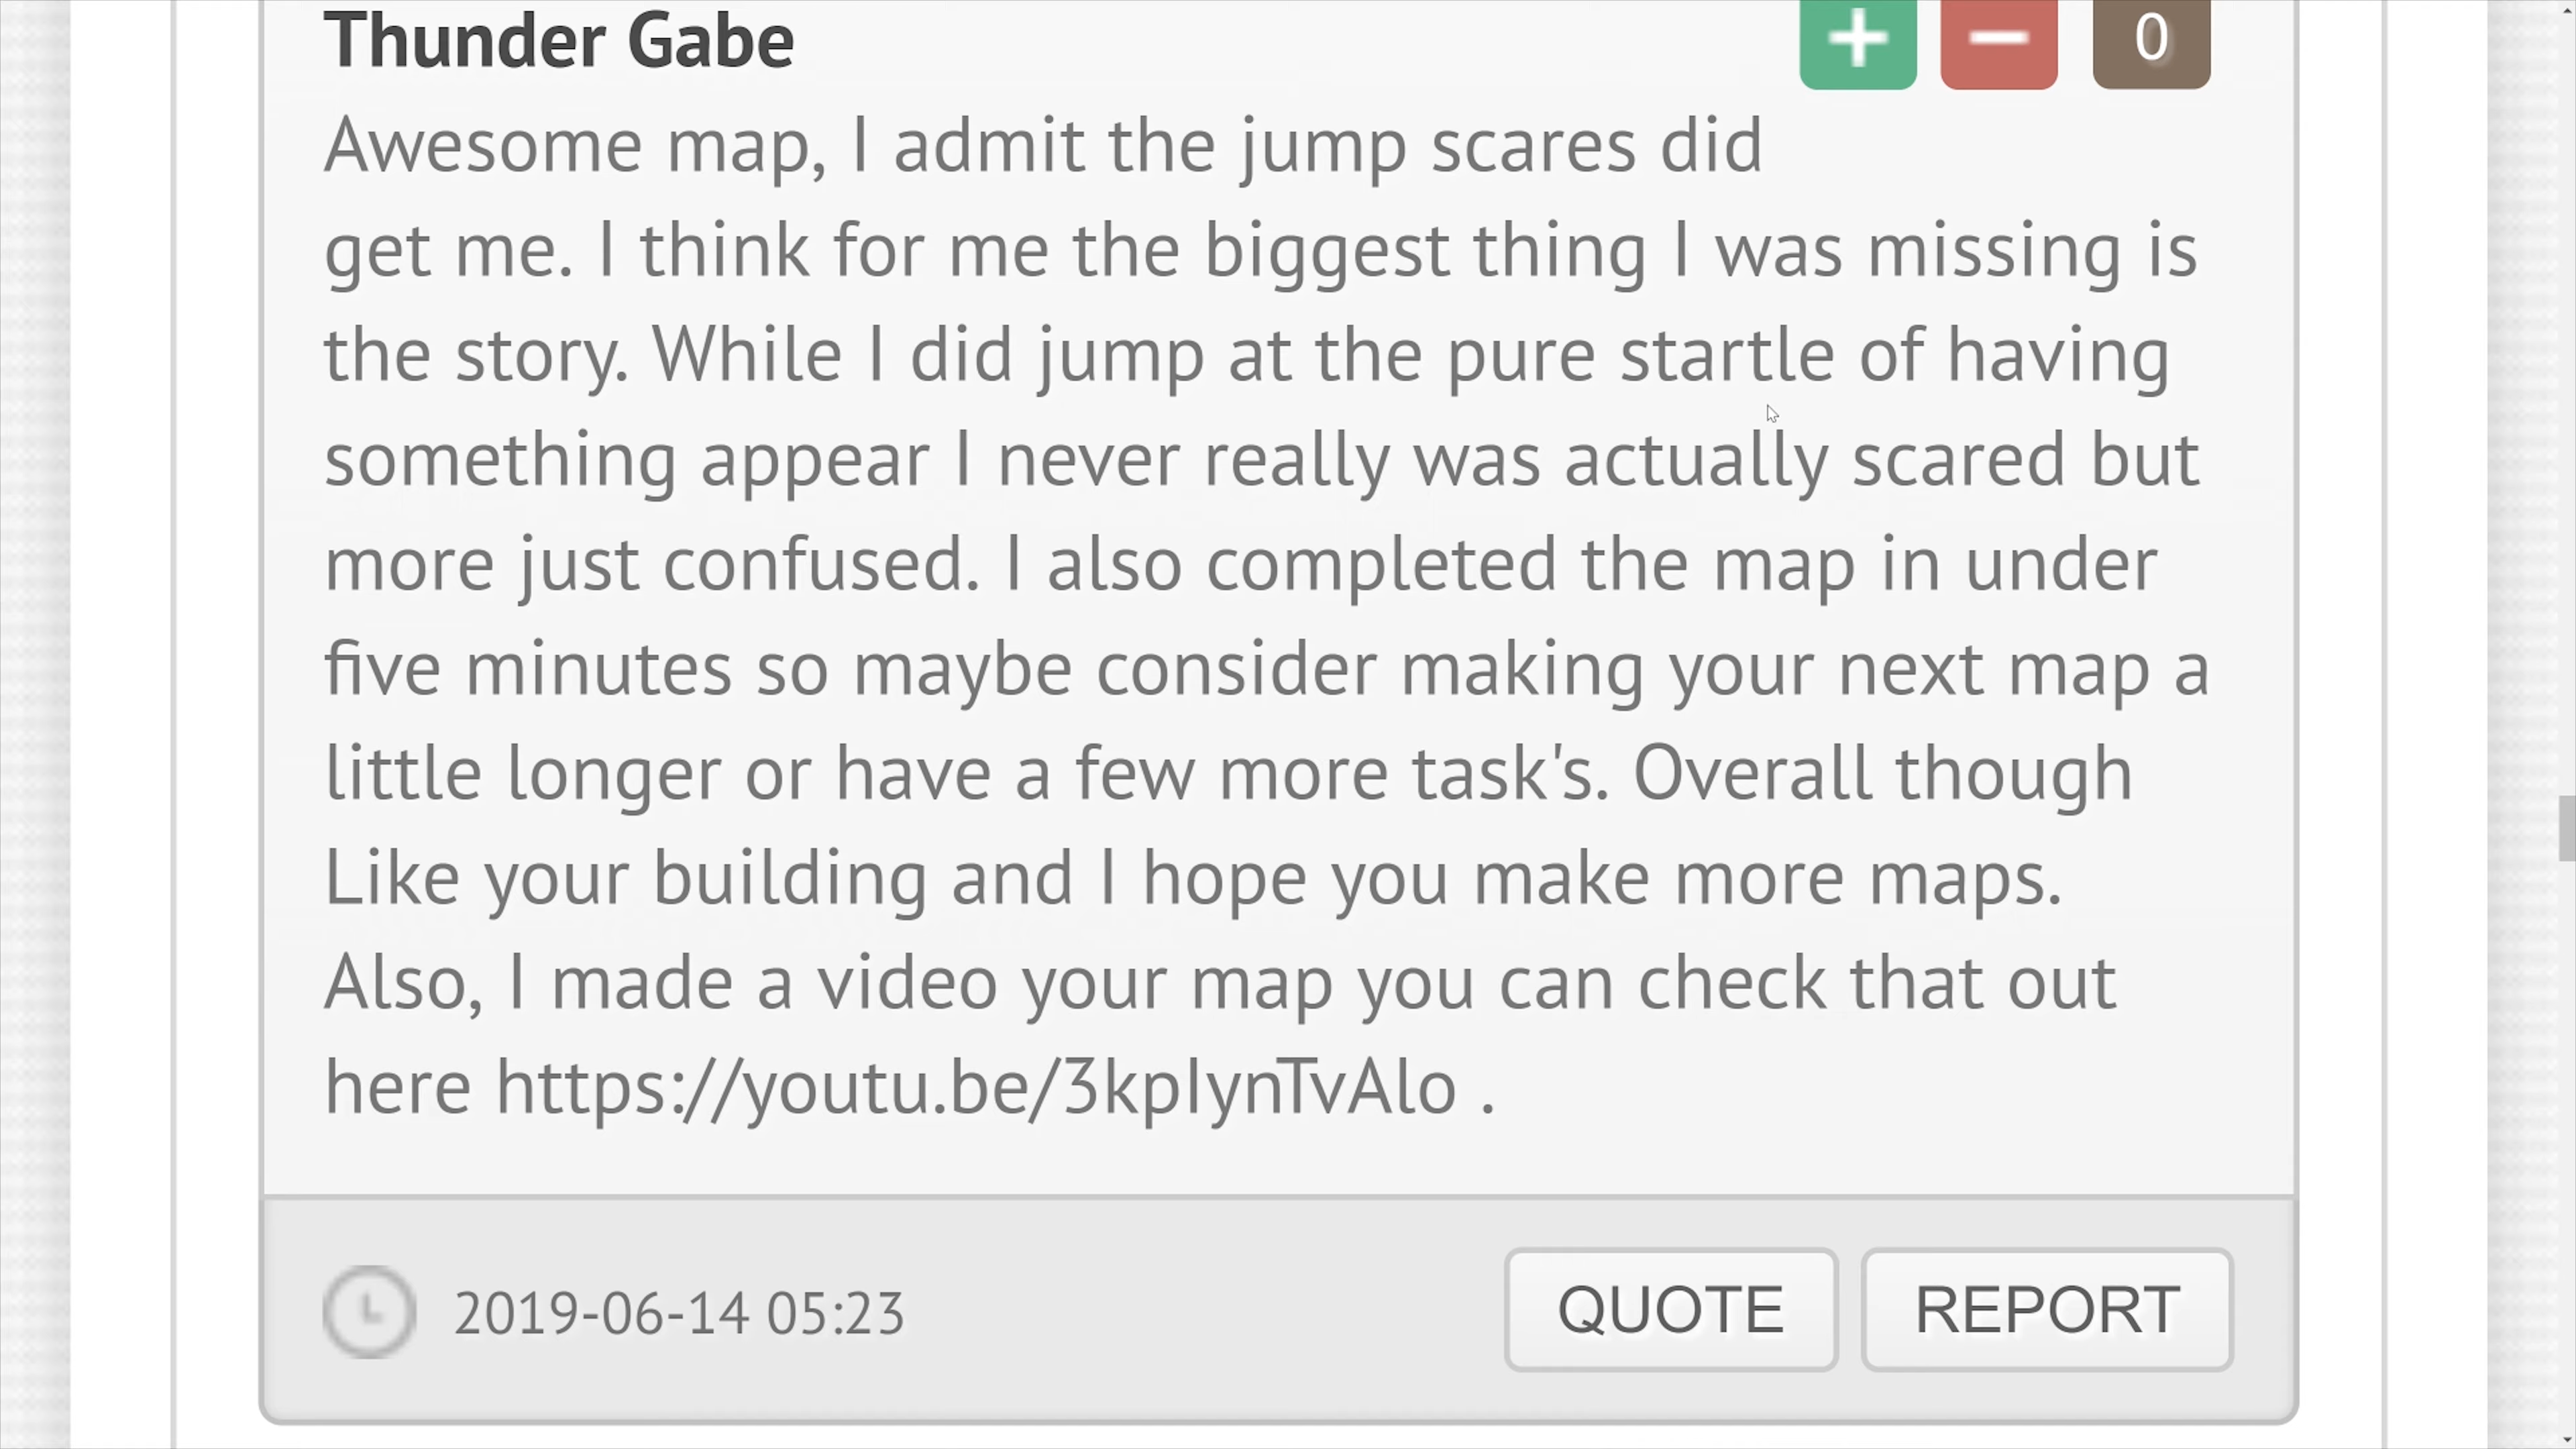 Thunder Gabe
0
Awesome map, I admit the jump scares did
get me. I think for me the biggest thing I was missing is
the story. While I did jump at the pure startle of having
something appear I never really was actually scared but
more just confused. I also completed the map in under
five minutes so maybe consider making your next map a
little longer or have a few more task's. Overall though
Like your building and I hope you make more maps.
Also, I made a video your map you can check that out
here https://youtu.be/3kpIynTvAlo .
2019-06-14 05:23
QUOTE
REPORT